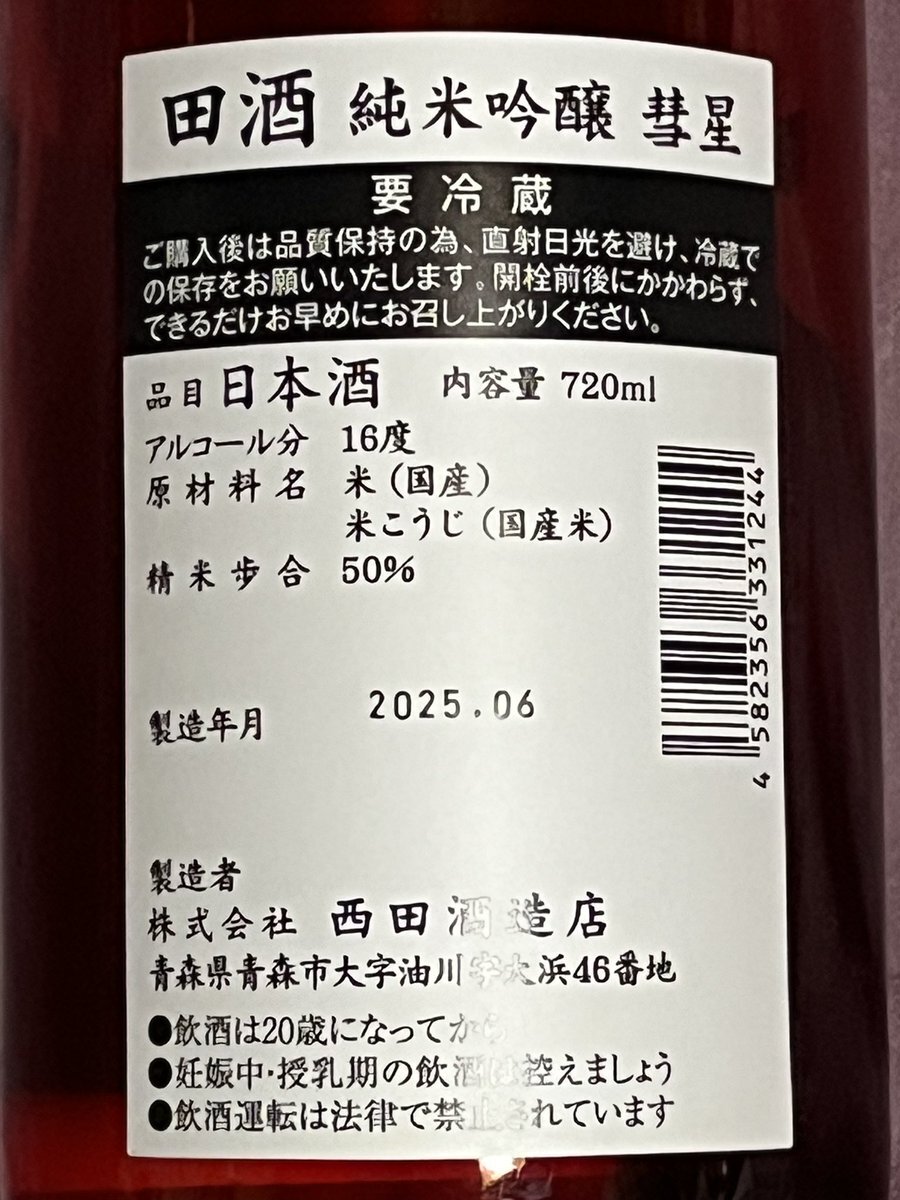 田酒 純米吟醸 彗星
要冷蔵
ご購入後は品質保持の為、直射日光を避け、冷蔵で
の保存をお願いいたします。開栓前後にかかわらず、
できるだけお早めにお召し上がりください。
品目 日本酒 内容量 720ml
アルコール分 16度
原材料名 米(国産)
米こうじ(国産米)
精米歩合 50%
製造年月 2025.06
製造者
株式会社 西田酒造店
青森県青森市大字油川字大浜46番地
●飲酒は20歳になってから
●妊娠中・授乳期の飲酒は控えましょう
●飲酒運転は法律で禁止されています
4 582356 331244